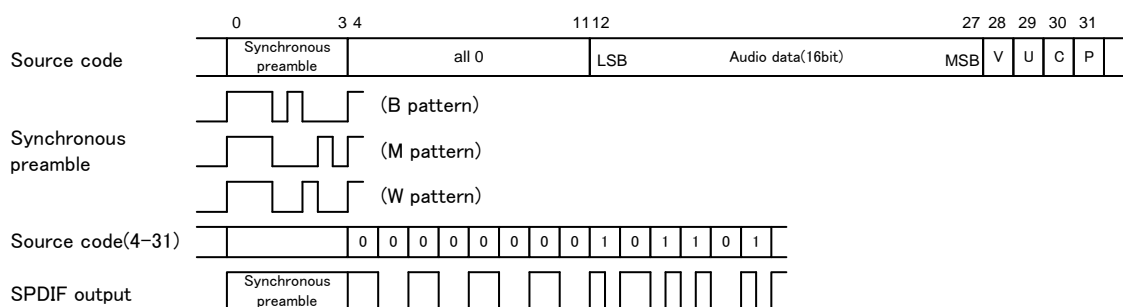 0 3 4 11 12 27 28 29 30 31
Source code Synchronous preamble all 0 LSB Audio data(16bit) MSB V U C P
(B pattern)
Synchronous preamble (M pattern)
(W pattern)
Source code(4-31) 0 0 0 0 0 0 0 0 1 0 1 1 0 1
SPDIF output Synchronous preamble